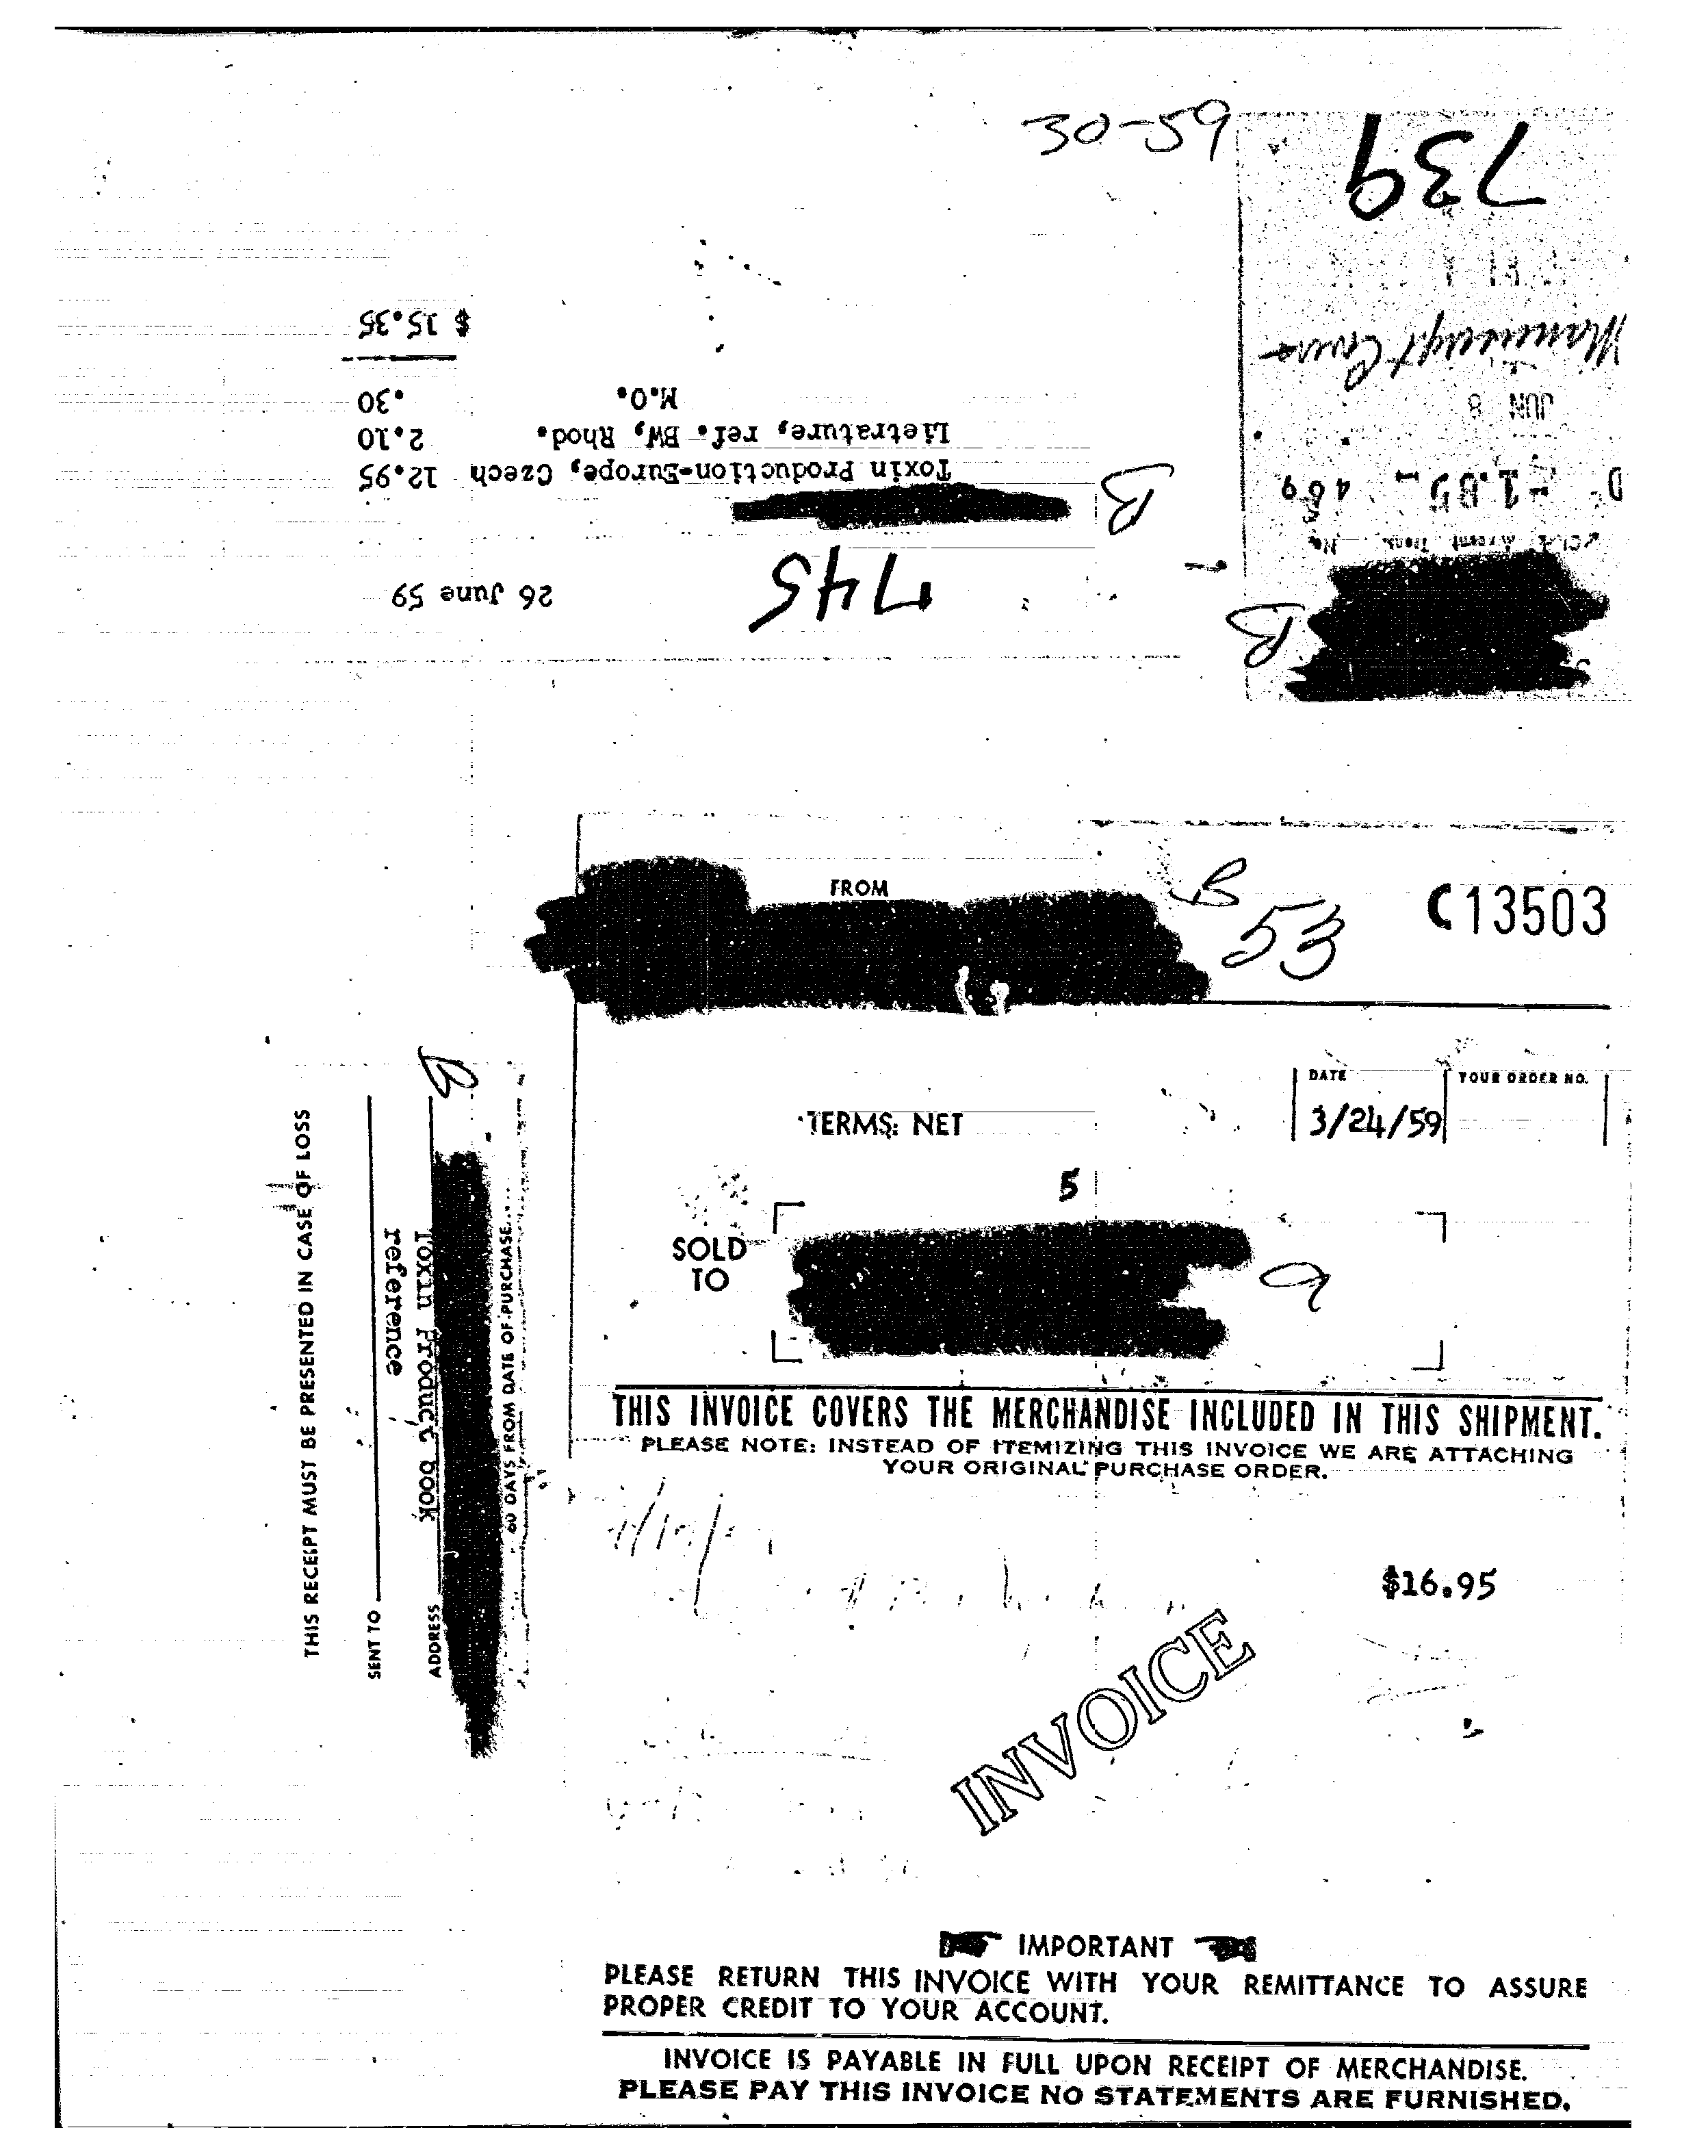 30-59
739
Manuscript Covers
JUN 8
D -1.85 - 469
745
26 June 59
B
Toxin Production-Europe, Czech 12.95
Lietrature, ref. BW, Rhod. 2.10
M.O. .30
$ 15.35
B
FROM
B
53
C13503
DATE
YOUR ORDER NO.
TERMS: NET
3/24/59
5
SOLD
TO
a
THIS INVOICE COVERS THE MERCHANDISE INCLUDED IN THIS SHIPMENT.
PLEASE NOTE: INSTEAD OF ITEMIZING THIS INVOICE WE ARE ATTACHING
YOUR ORIGINAL PURCHASE ORDER.
$16.95
INVOICE
IMPORTANT
PLEASE RETURN THIS INVOICE WITH YOUR REMITTANCE TO ASSURE
PROPER CREDIT TO YOUR ACCOUNT.
INVOICE IS PAYABLE IN FULL UPON RECEIPT OF MERCHANDISE.
PLEASE PAY THIS INVOICE NO STATEMENTS ARE FURNISHED.
THIS RECEIPT MUST BE PRESENTED IN CASE OF LOSS
SENT TO
ADDRESS
60 DAYS FROM DATE OF PURCHASE
B
Toxin Product book
reference